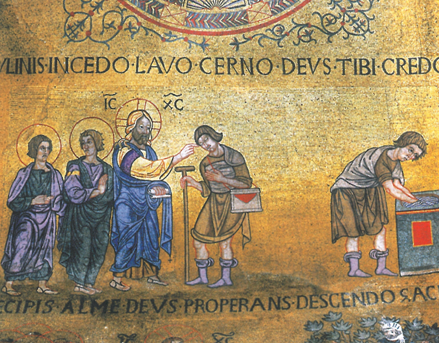 VLINIS·INCEDO·LAVO·CERNO·DEVS·TIBI·CREDO
IC XC
ECIPIS·ALME·DEVS·PROPERANS·DESCENDO S·AC